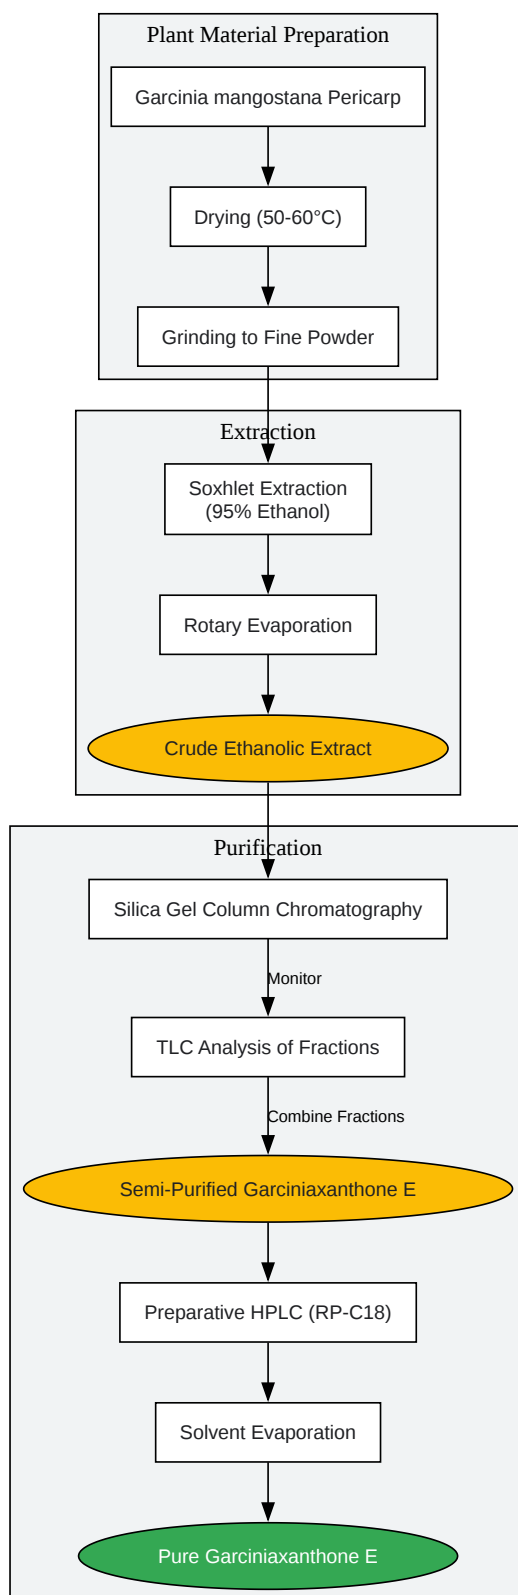 Plant Material Preparation
Garcinia mangostana Pericarp
Drying (50-60°C)
Grinding to Fine Powder
Extraction
Soxhlet Extraction
(95% Ethanol)
Rotary Evaporation
Crude Ethanolic Extract
Purification
Silica Gel Column Chromatography
Monitor
TLC Analysis of Fractions
Combine Fractions
Semi-Purified Garciniaxanthone E
Preparative HPLC (RP-C18)
Solvent Evaporation
Pure Garciniaxanthone E